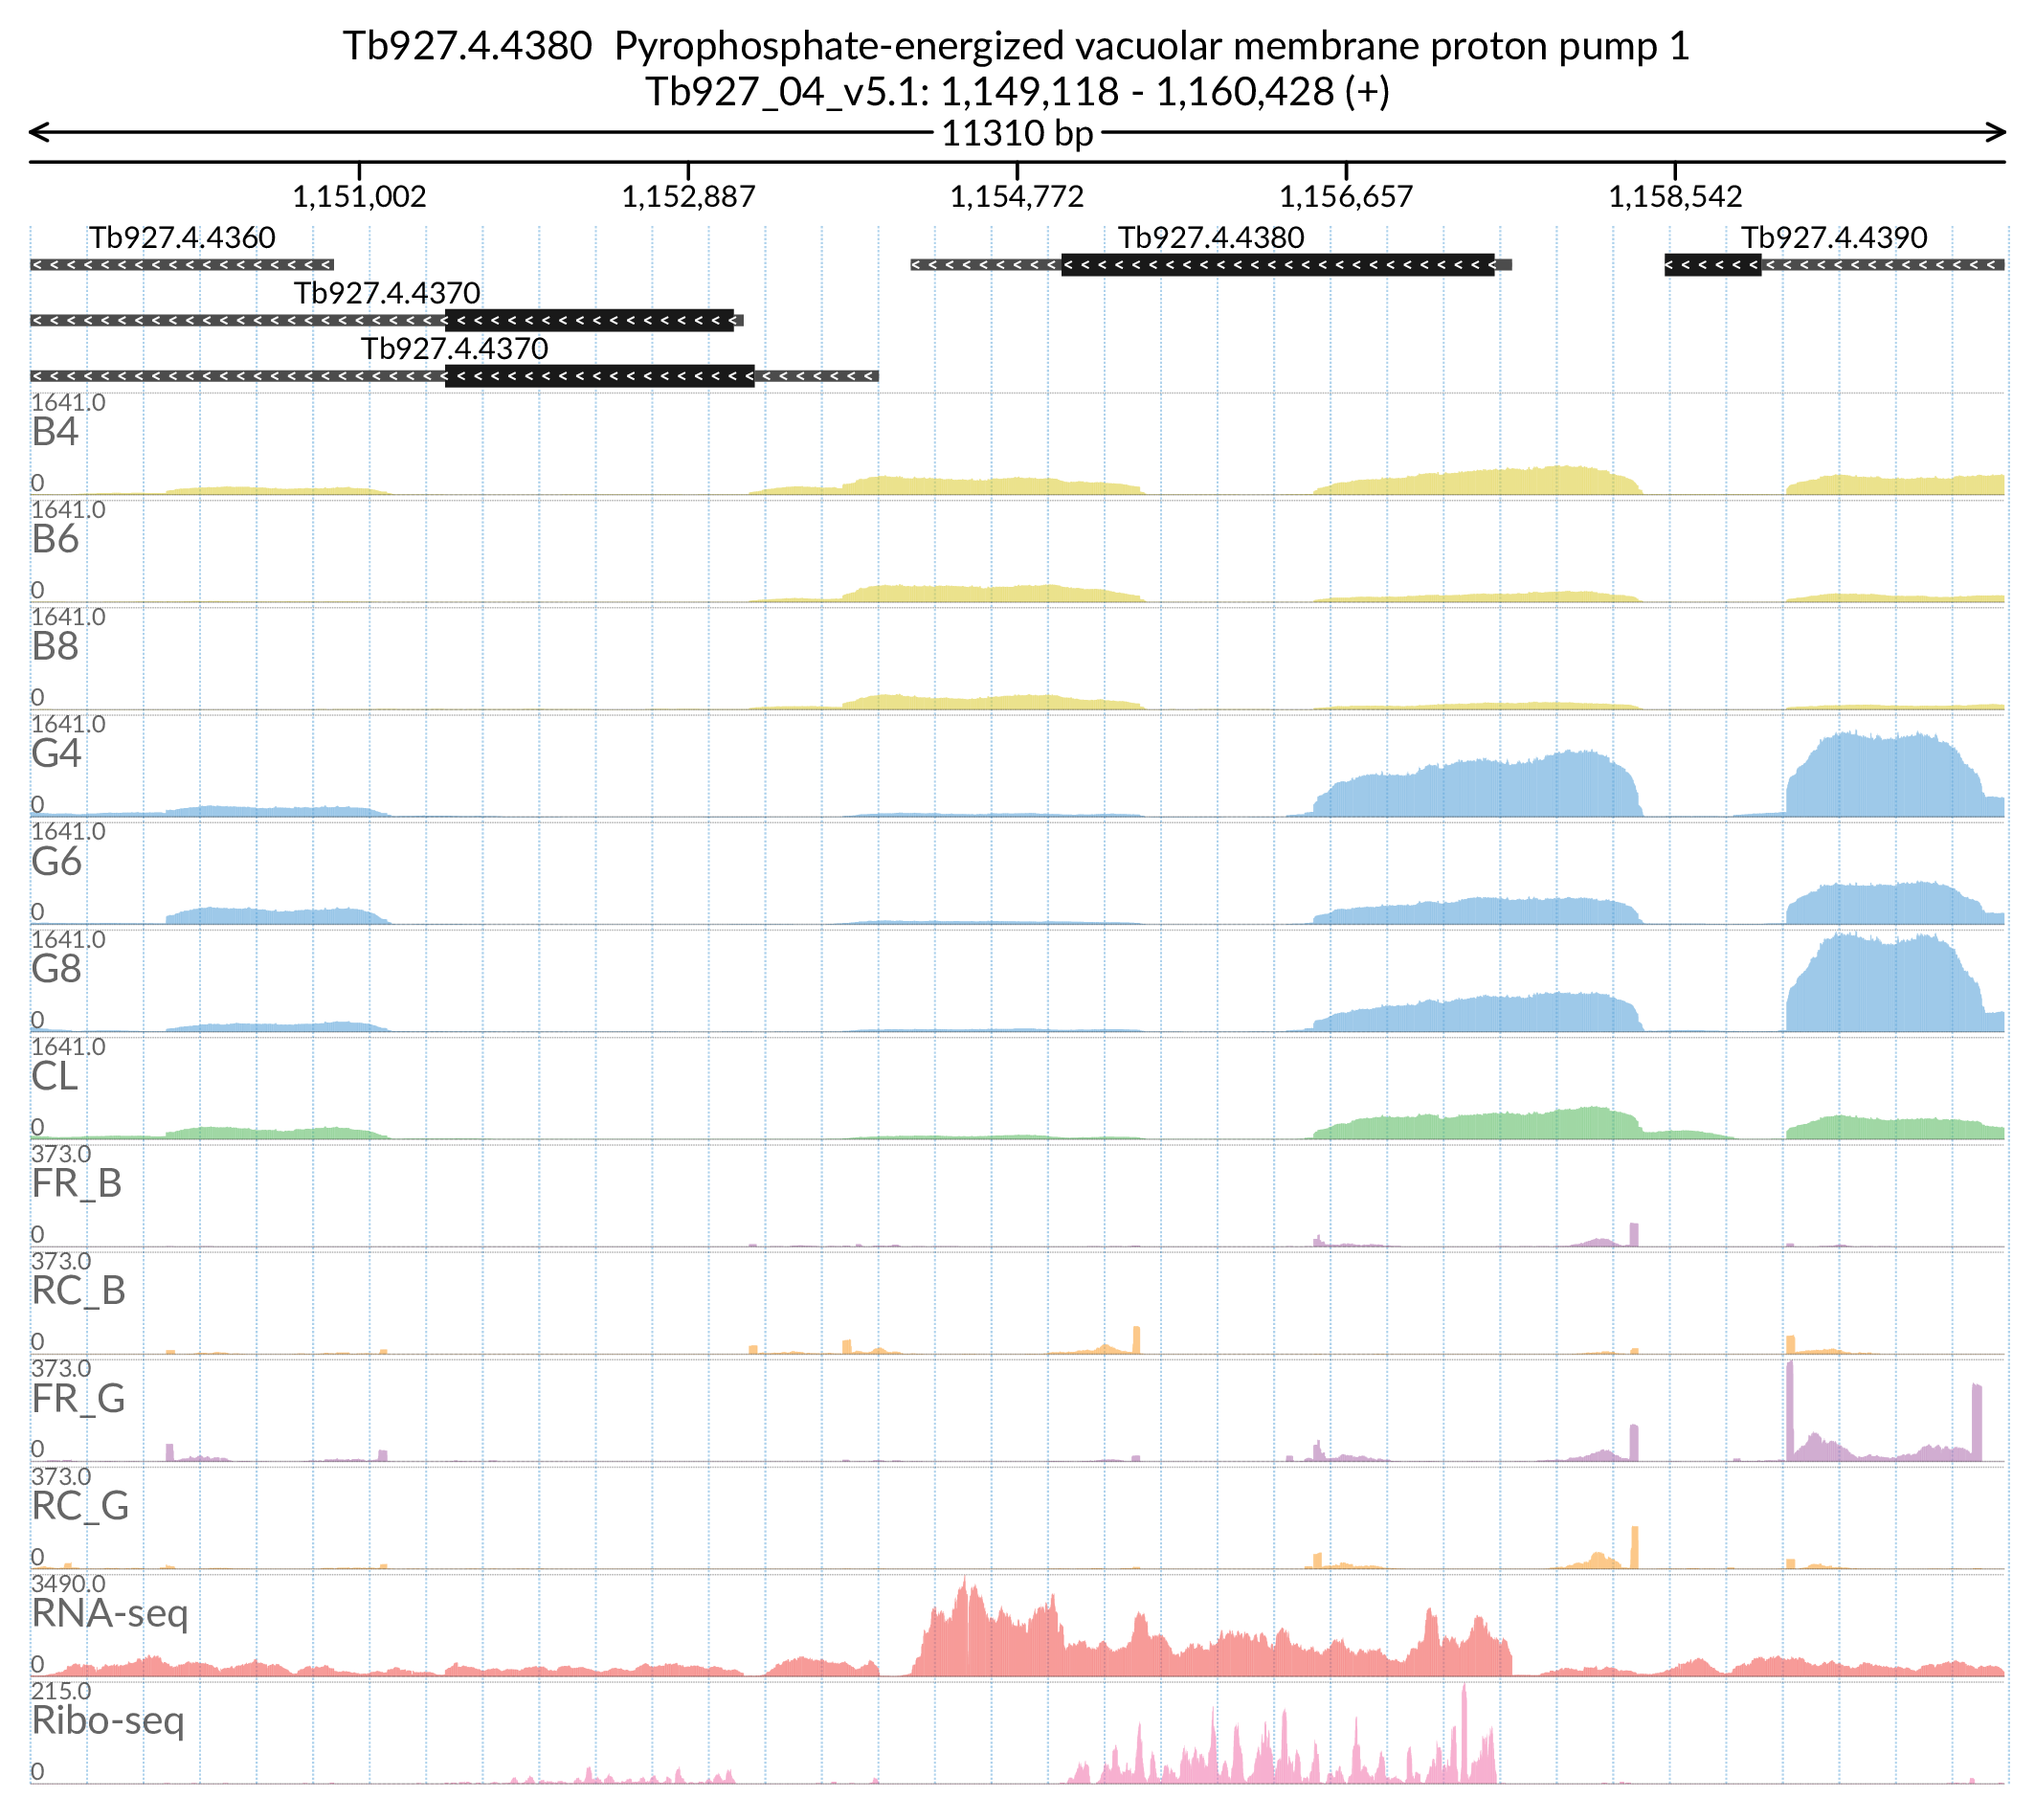 Tb927.4.4380  Pyrophosphate-energized vacuolar membrane proton pump 1
Tb927_04_v5.1: 1,149,118 - 1,160,428 (+)
11310 bp
1,151,002 1,152,887 1,154,772 1,156,657 1,158,542
Tb927.4.4360 Tb927.4.4380 Tb927.4.4390
Tb927.4.4370
Tb927.4.4370
1641.0
B4
0
1641.0
B6
0
1641.0
B8
0
1641.0
G4
0
1641.0
G6
0
1641.0
G8
0
1641.0
CL
0
373.0
FR_B
0
373.0
RC_B
0
373.0
FR_G
0
373.0
RC_G
0
3490.0
RNA-seq
0
215.0
Ribo-seq
0